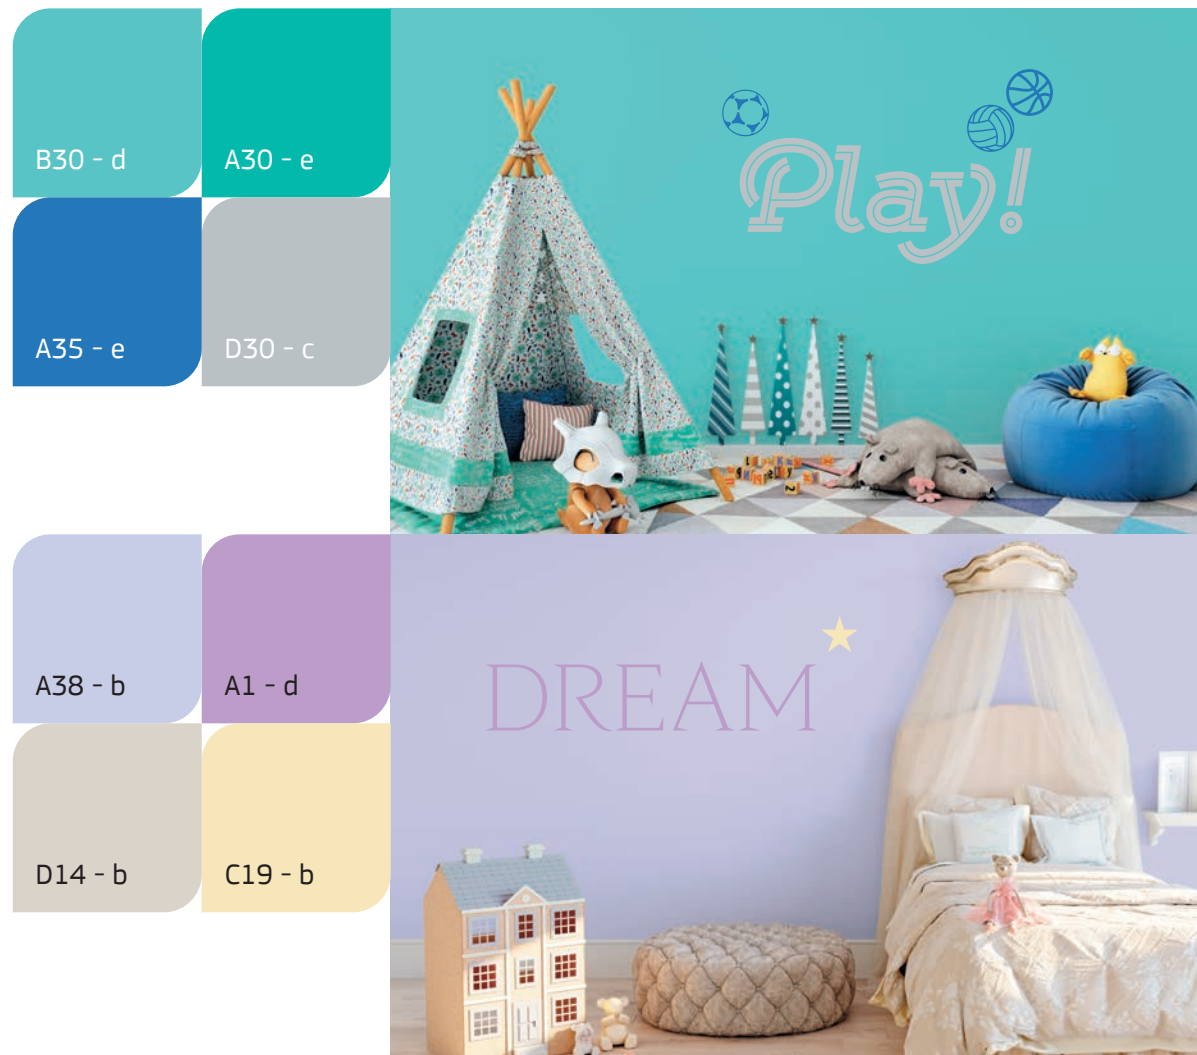 B30 - d
A30 - e
A35 - e
D30 - c
Play!
A38 - b
A1 - d
D14 - b
C19 - b
DREAM